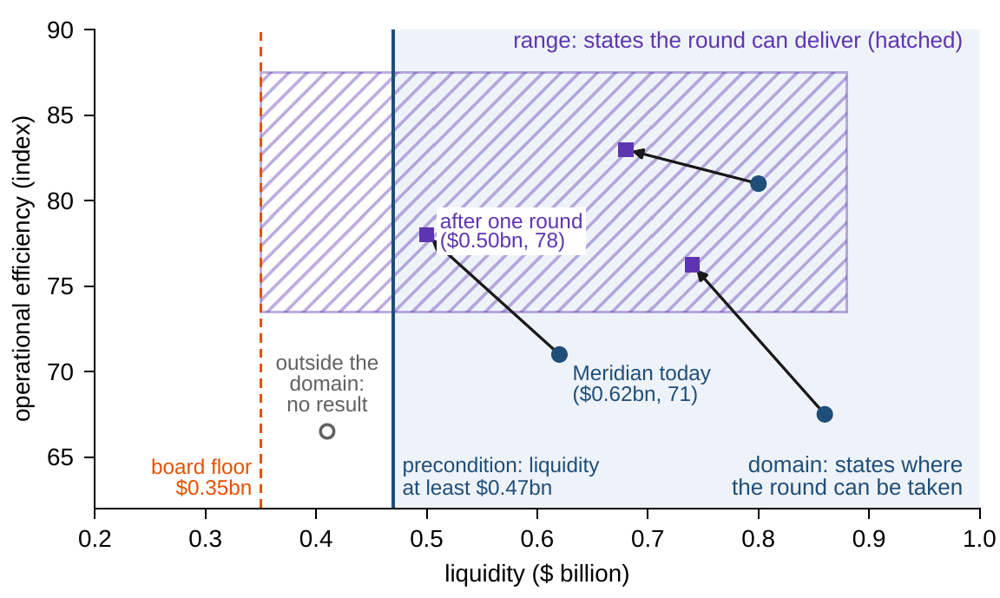 90
range: states the round can deliver (hatched)
85
80
after one round
($0.50bn, 78)
75
70
outside the
domain:
no result
Meridian today
($0.62bn, 71)
65
board floor
$0.35bn
precondition: liquidity
at least $0.47bn
domain: states where
the round can be taken
operational efficiency (index)
0.2 0.3 0.4 0.5 0.6 0.7 0.8 0.9 1.0
liquidity ($ billion)